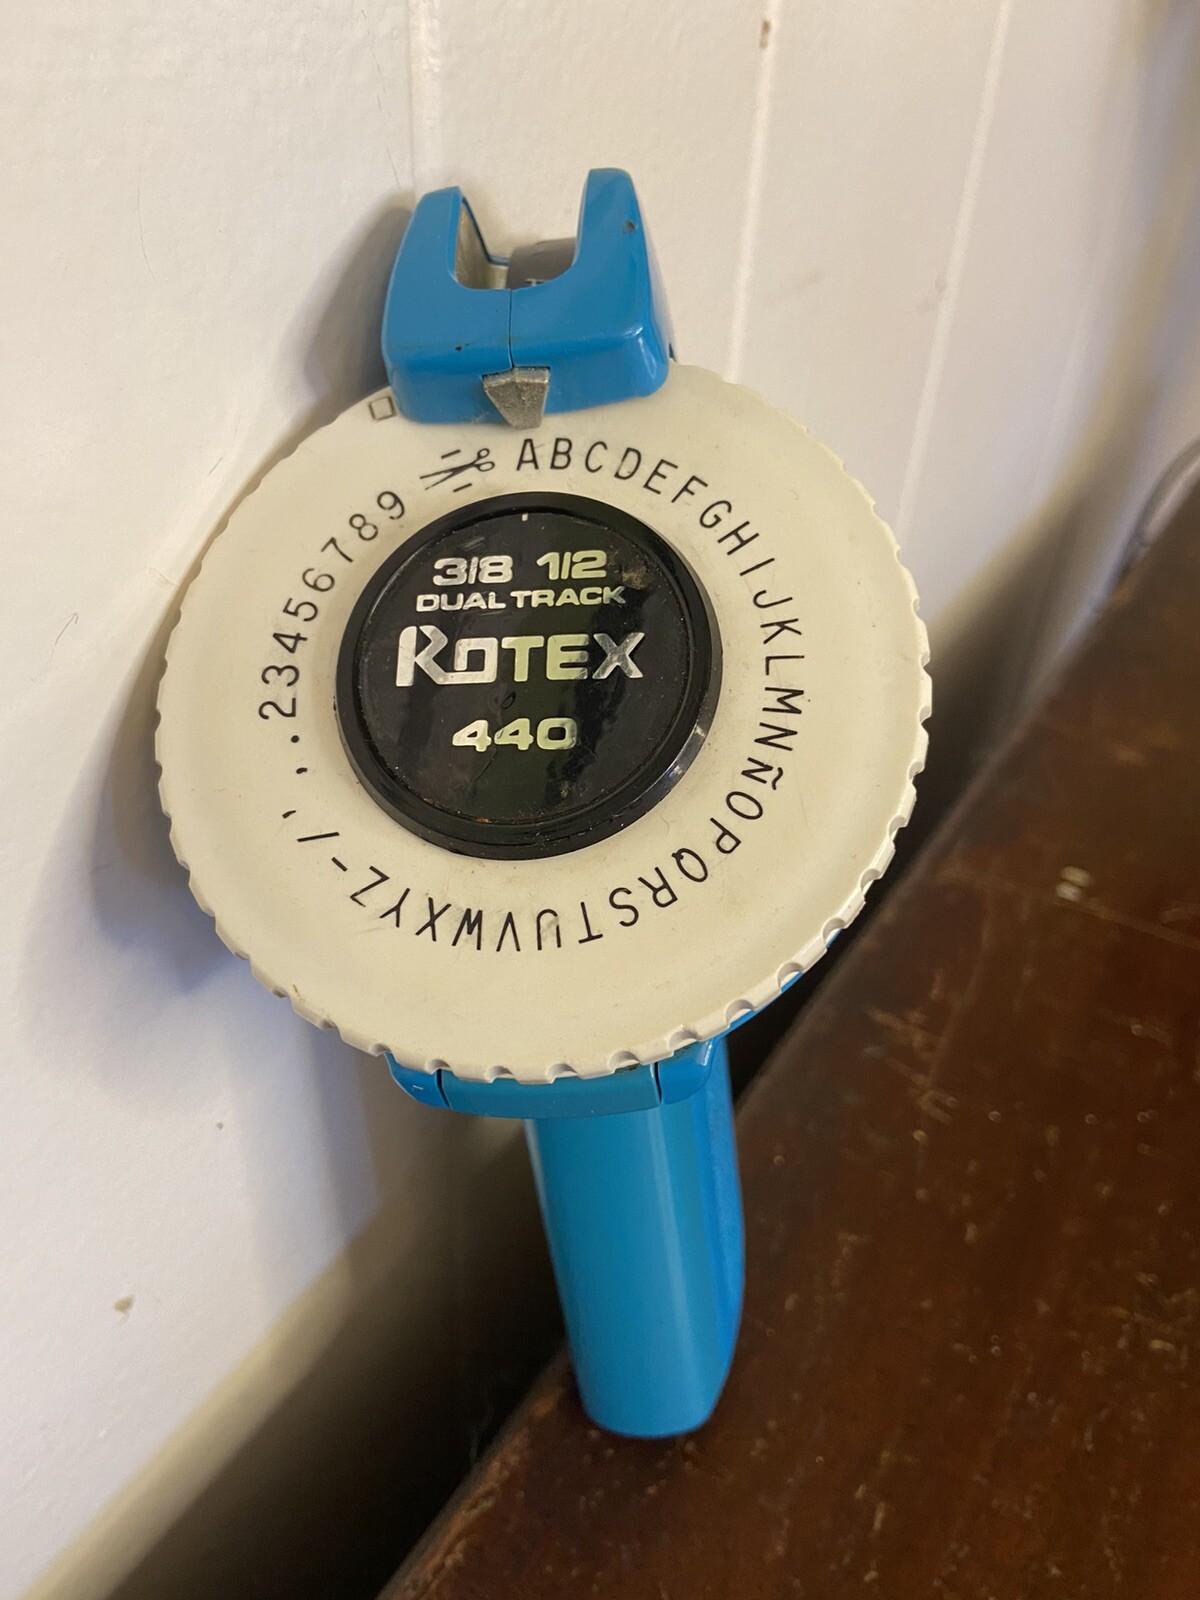 ABCDEFGHIJKLMNÑOPQRSTUVWXYZ-/',.23456789
3/8 1/2
DUAL TRACK
ROTEX
440